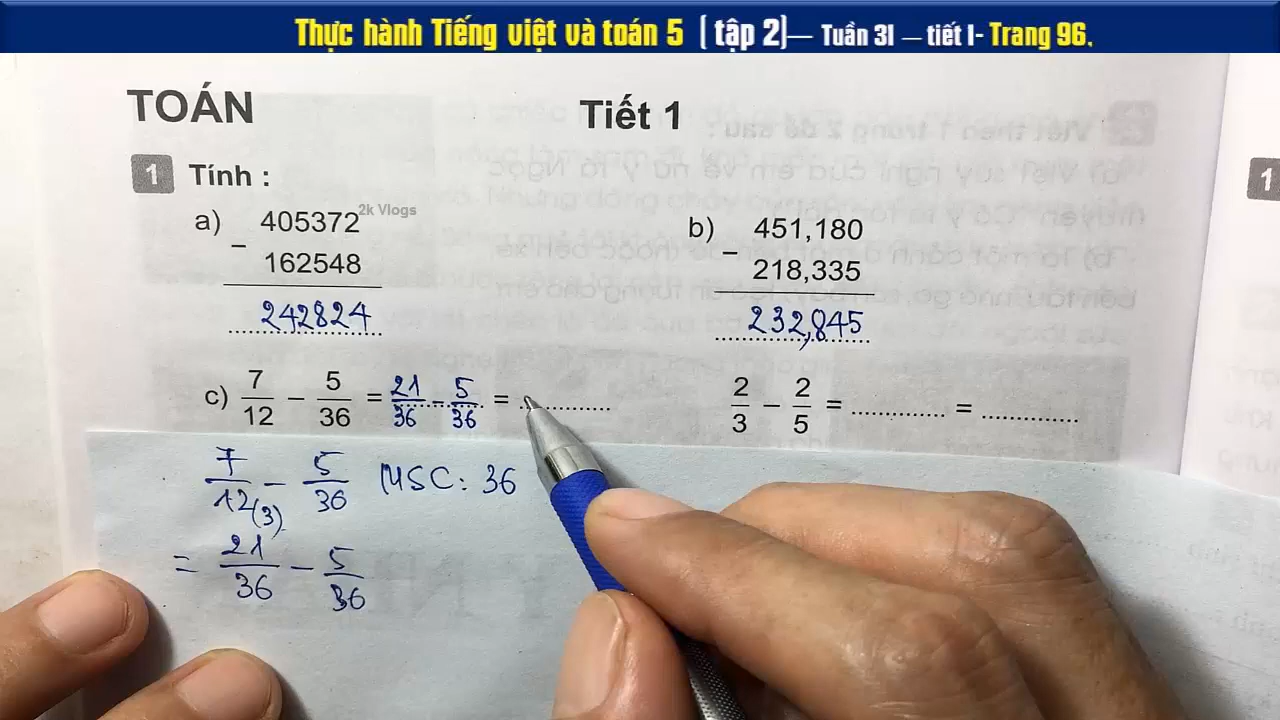 Thực hành Tiếng việt và toán 5 ( tập 2)— Tuần 31 – tiết 1- Trang 96.
TOÁN Tiết 1
1 Tính :
1
2k Vlogs
a) 405372
− 162548
242824
b) 451,180
− 218,335
232,845
c) 7/12 − 5/36 = 21/36 − 5/36 = ............
2/3 − 2/5 = ............ = ............
7/12(3) − 5/36 MSC: 36
= 21/36 − 5/36